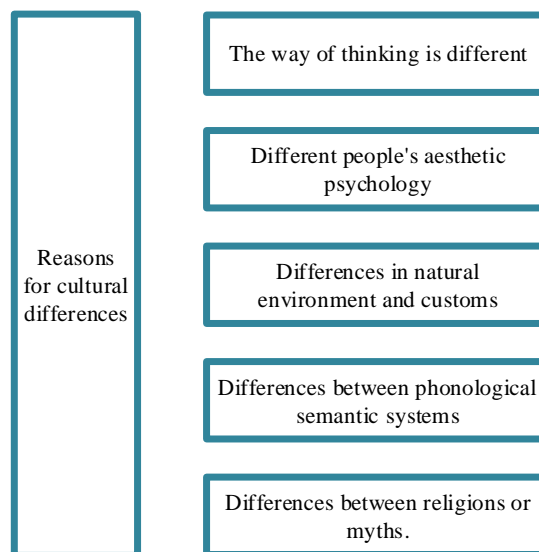 Reasons
for cultural
differences
The way of thinking is different
Different people's aesthetic
psychology
Differences in natural
environment and customs
Differences between phonological
semantic systems
Differences between religions or
myths.